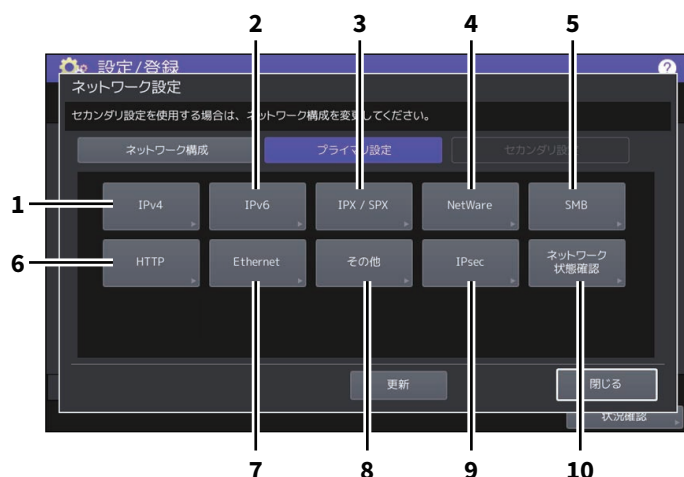 2 3 4 5
設定/登録 ?
ネットワーク設定
セカンダリ設定を使用する場合は、ネットワーク構成を変更してください。
ネットワーク構成 プライマリ設定 セカンダリ設定
1 IPv4 IPv6 IPX / SPX NetWare SMB
6 HTTP Ethernet その他 IPsec ネットワーク
状態確認
更新 閉じる
状況確認
7 8 9 10